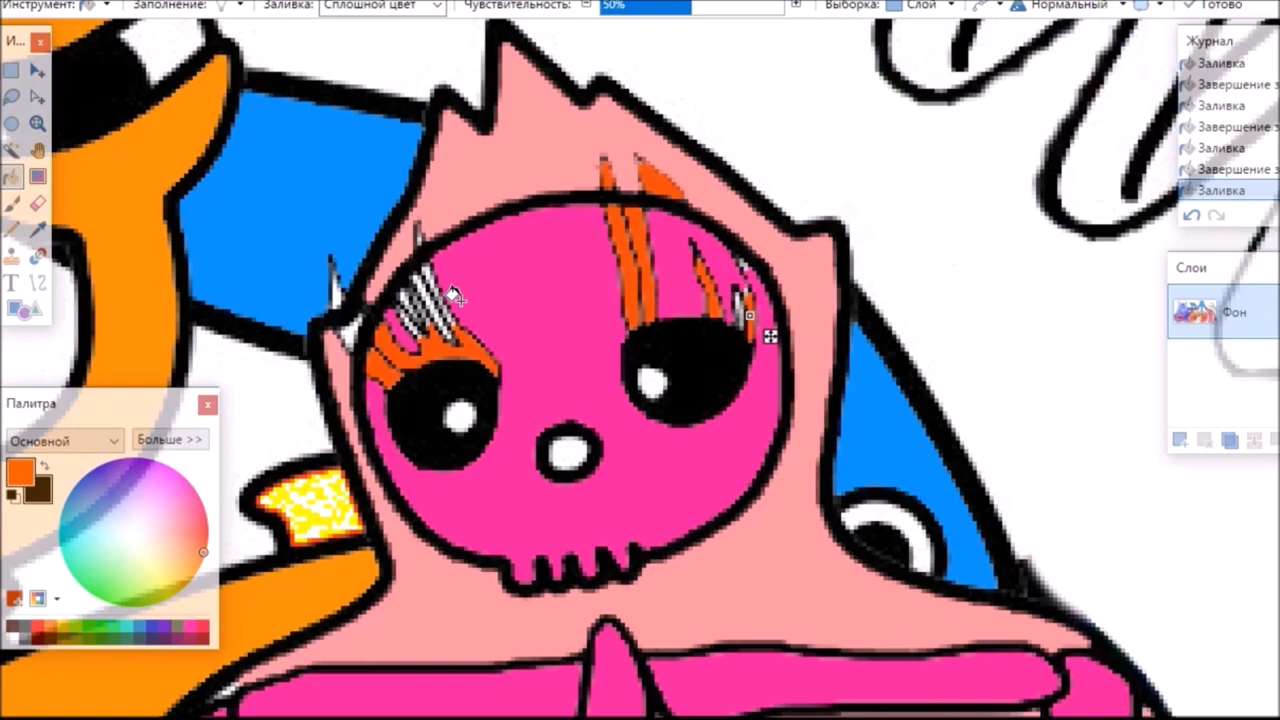 Инструмент: Заполнение: Заливка: Сплошной цвет Чувствительность: 50% Выборка: Слой Нормальный Готово
И...
Журнал
Заливка
Завершение з
Заливка
Завершение з
Заливка
Завершение з
Заливка
Слои
Фон
Палитра
Основной Больше >>